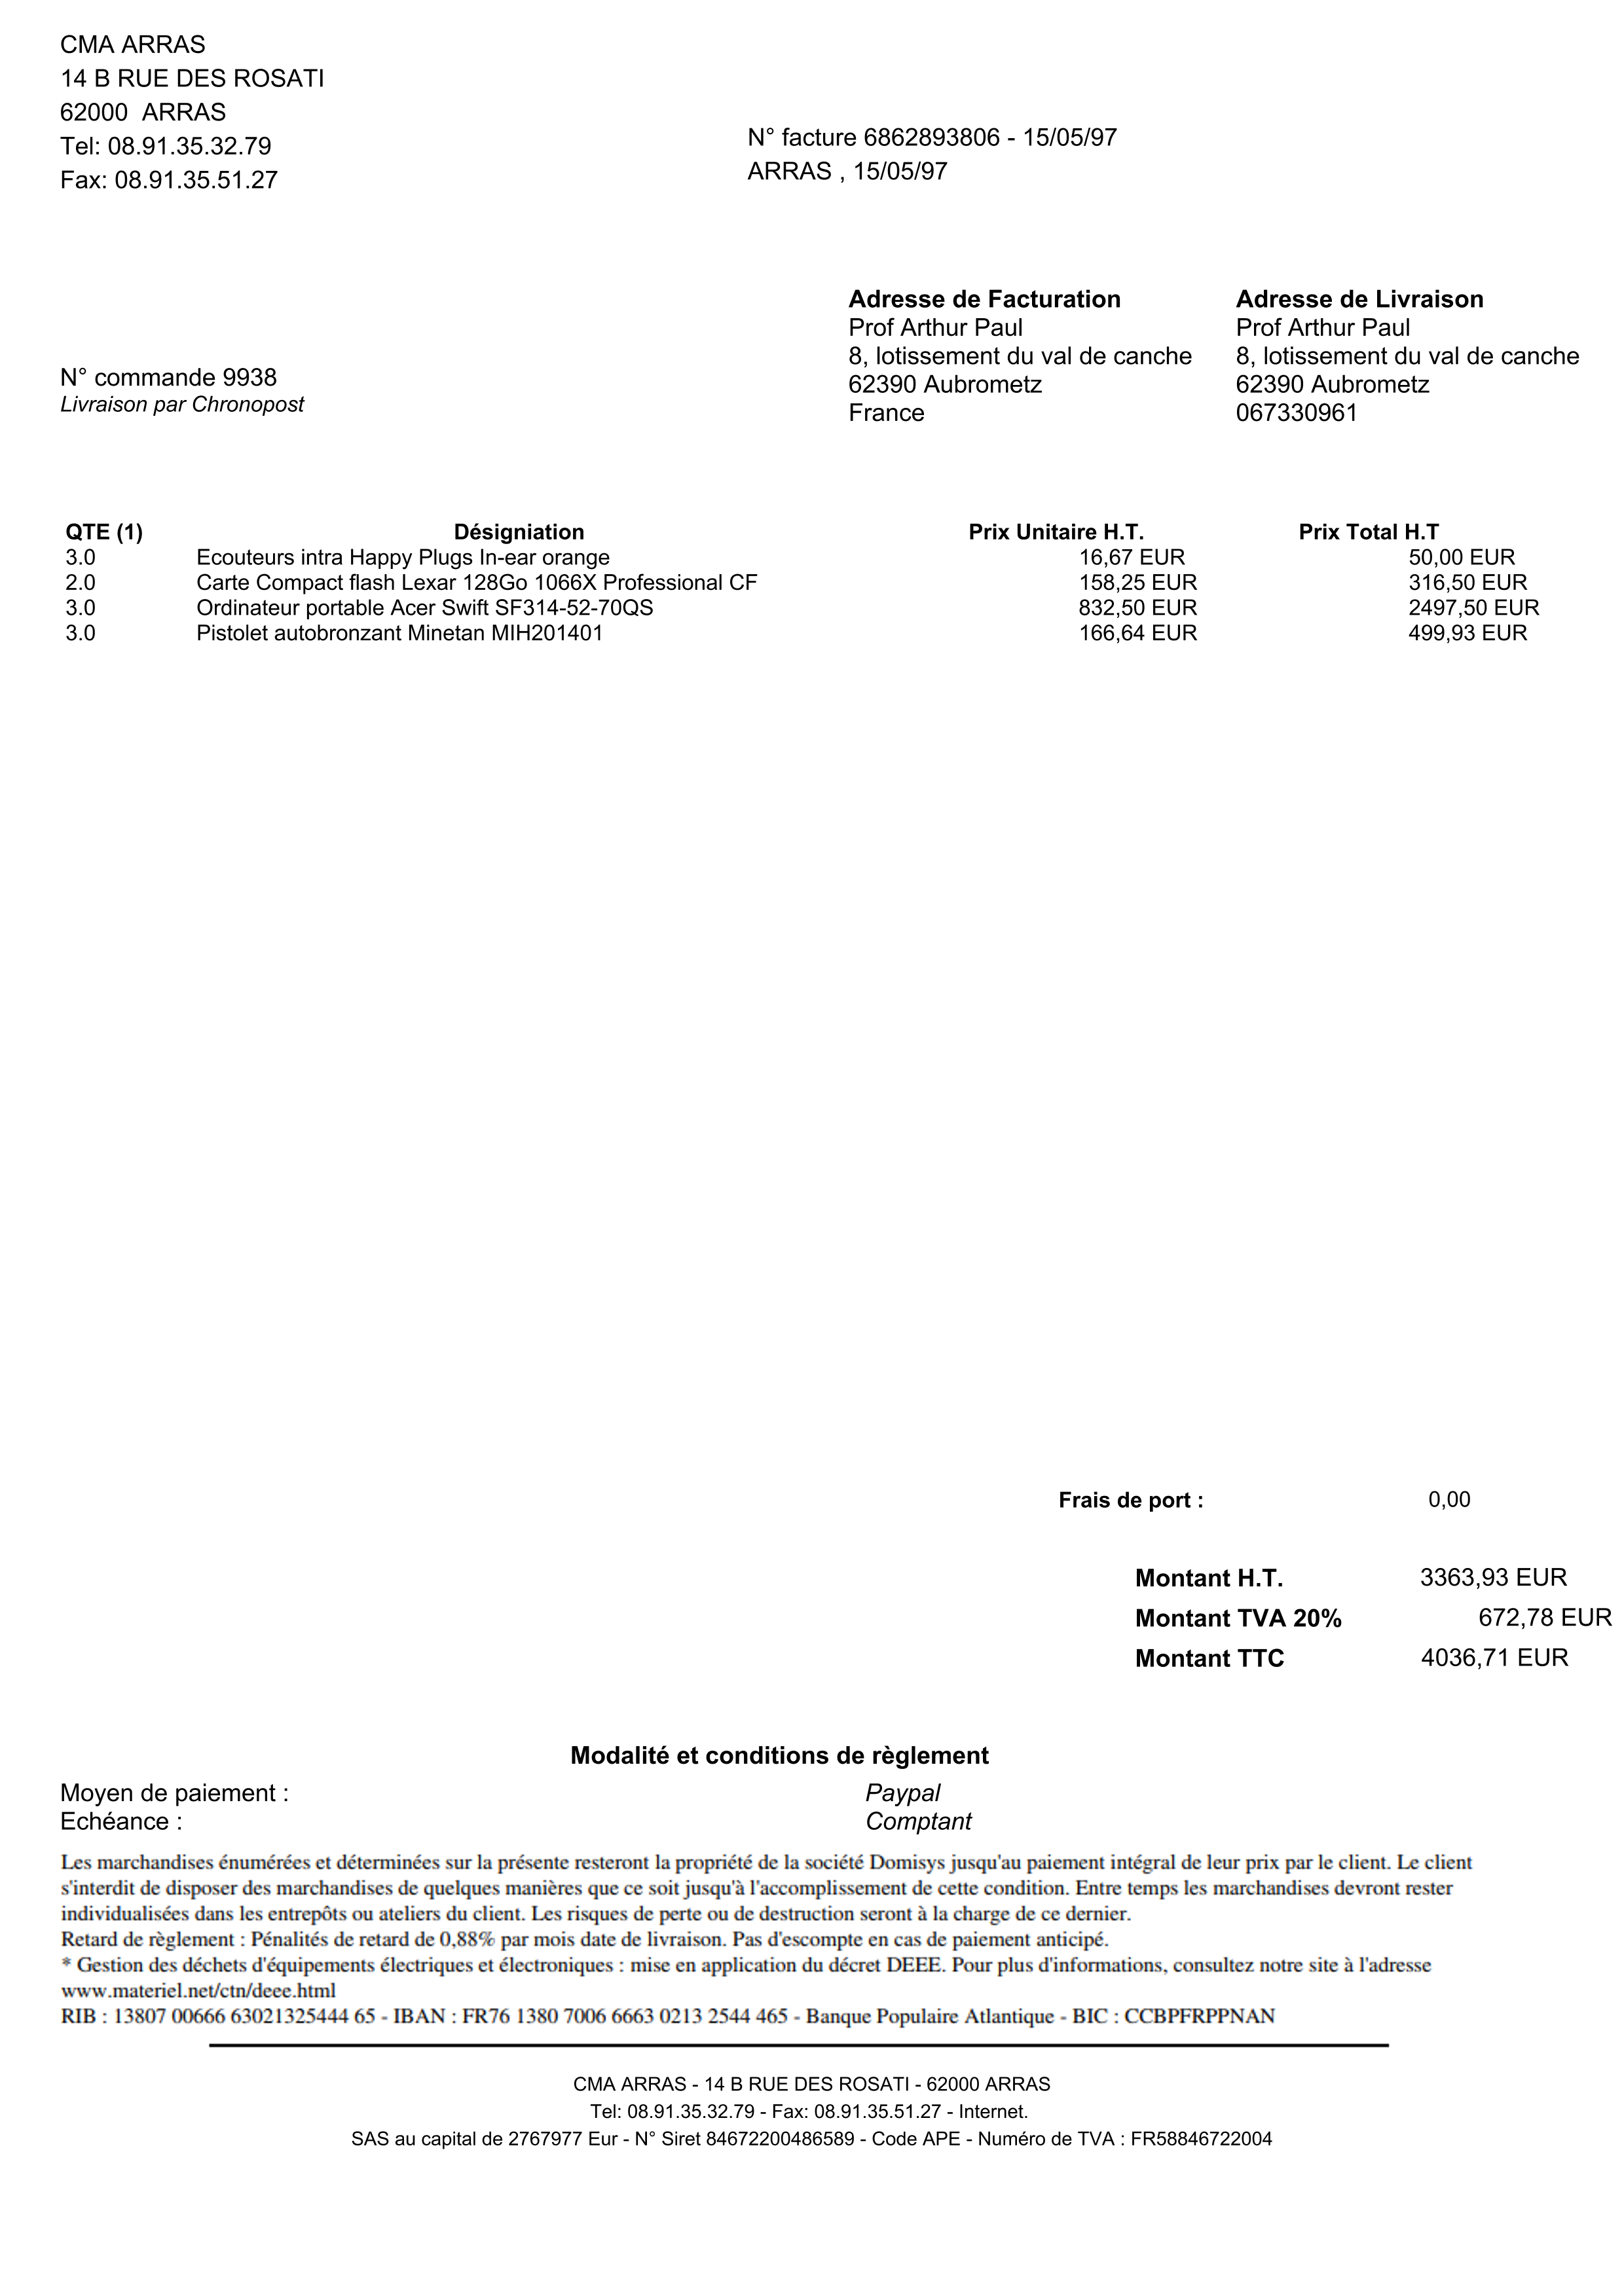 CMA ARRAS
14 B RUE DES ROSATI
62000  ARRAS
Tel: 08.91.35.32.79
Fax: 08.91.35.51.27
N° facture 6862893806 - 15/05/97
ARRAS , 15/05/97
N° commande 9938
Livraison par Chronopost
Adresse de Facturation
Prof Arthur Paul
8, lotissement du val de canche
62390 Aubrometz
France
Adresse de Livraison
Prof Arthur Paul
8, lotissement du val de canche
62390 Aubrometz
067330961
QTE (1) Désigniation Prix Unitaire H.T. Prix Total H.T
3.0 Ecouteurs intra Happy Plugs In-ear orange 16,67 EUR 50,00 EUR
2.0 Carte Compact flash Lexar 128Go 1066X Professional CF 158,25 EUR 316,50 EUR
3.0 Ordinateur portable Acer Swift SF314-52-70QS 832,50 EUR 2497,50 EUR
3.0 Pistolet autobronzant Minetan MIH201401 166,64 EUR 499,93 EUR
Frais de port : 0,00
Montant H.T. 3363,93 EUR
Montant TVA 20% 672,78 EUR
Montant TTC 4036,71 EUR
Modalité et conditions de règlement
Moyen de paiement : Paypal
Echéance : Comptant
Les marchandises énumérées et déterminées sur la présente resteront la propriété de la société Domisys jusqu'au paiement intégral de leur prix par le client. Le client
s'interdit de disposer des marchandises de quelques manières que ce soit jusqu'à l'accomplissement de cette condition. Entre temps les marchandises devront rester
individualisées dans les entrepôts ou ateliers du client. Les risques de perte ou de destruction seront à la charge de ce dernier.
Retard de règlement : Pénalités de retard de 0,88% par mois date de livraison. Pas d'escompte en cas de paiement anticipé.
* Gestion des déchets d'équipements électriques et électroniques : mise en application du décret DEEE. Pour plus d'informations, consultez notre site à l'adresse
www.materiel.net/ctn/deee.html
RIB : 13807 00666 63021325444 65 - IBAN : FR76 1380 7006 6663 0213 2544 465 - Banque Populaire Atlantique - BIC : CCBPFRPPNAN
CMA ARRAS - 14 B RUE DES ROSATI - 62000 ARRAS
Tel: 08.91.35.32.79 - Fax: 08.91.35.51.27 - Internet.
SAS au capital de 2767977 Eur - N° Siret 84672200486589 - Code APE - Numéro de TVA : FR58846722004